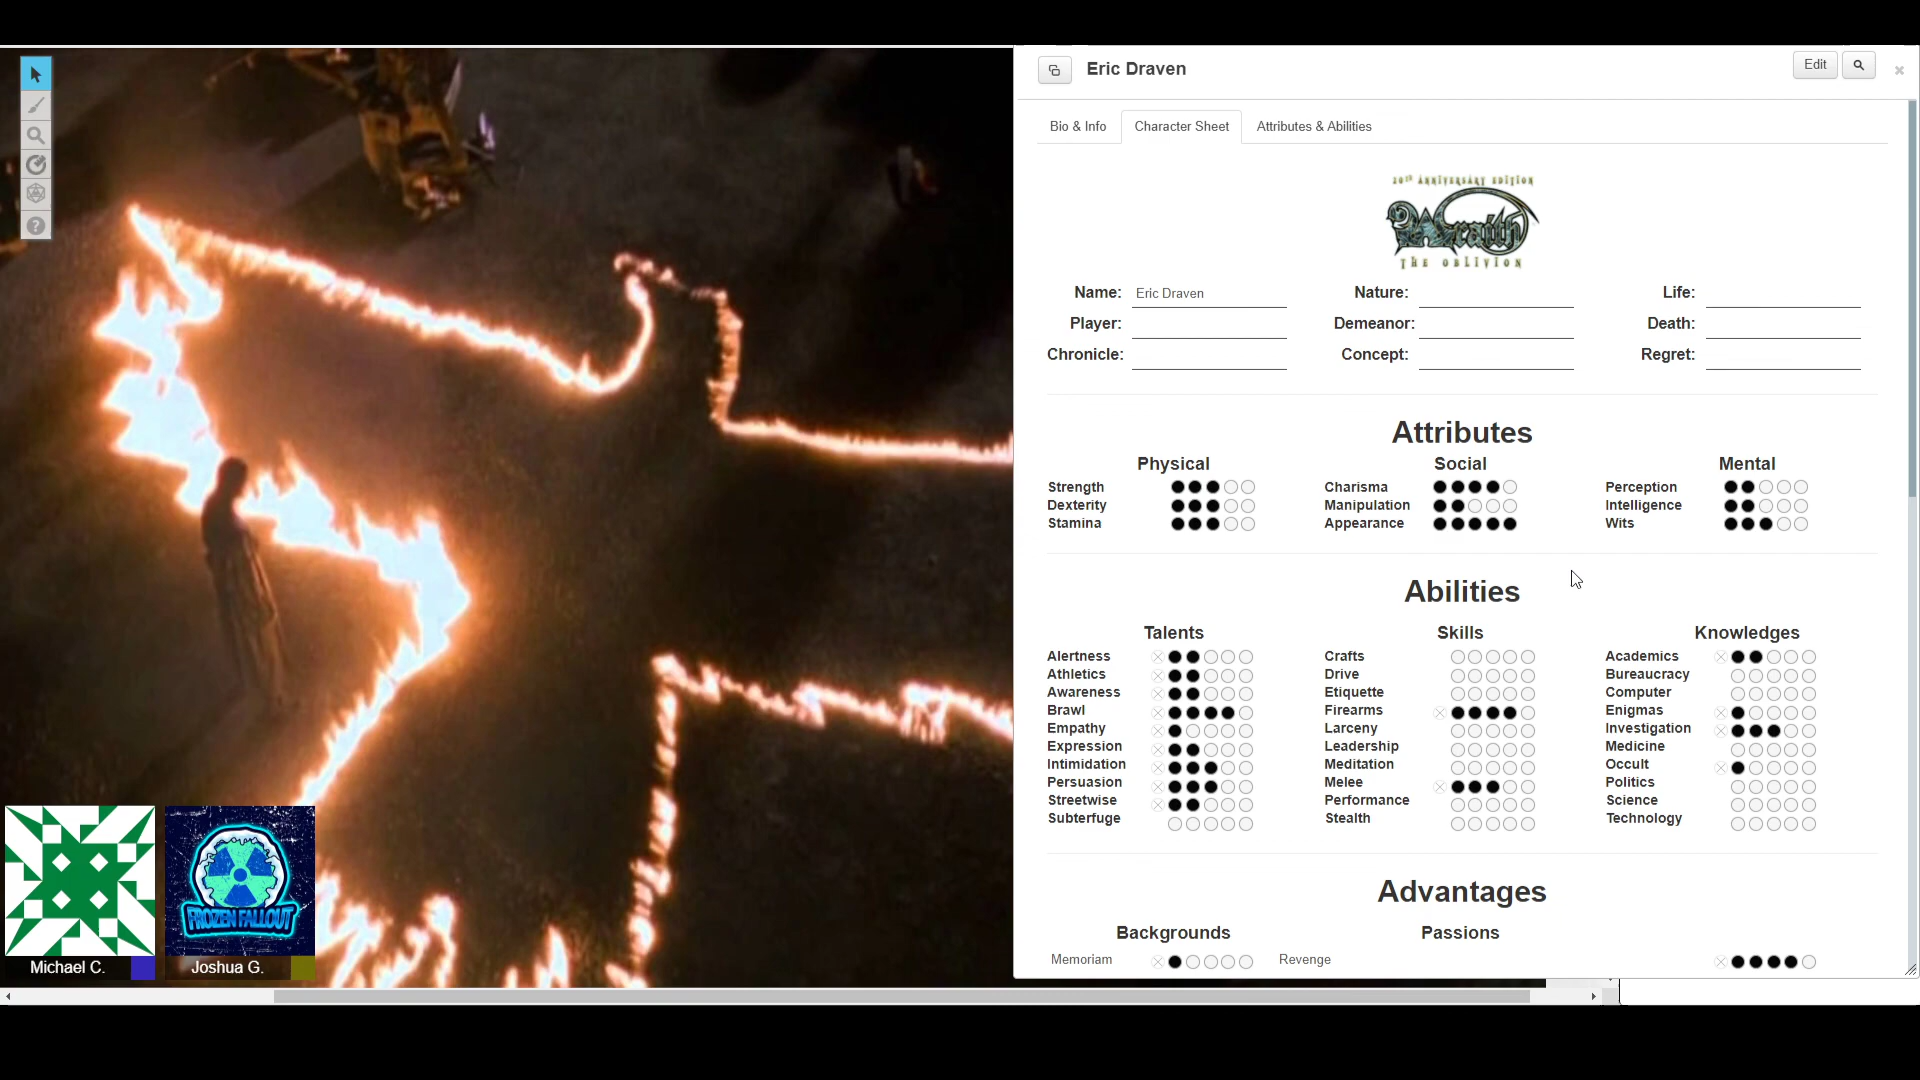 Eric Draven
Edit
Bio & Info
Character Sheet
Attributes & Abilities
20th ANNIVERSARY EDITION
Wraith
THE OBLIVION
Name: Eric Draven
Nature:
Life:
Player:
Demeanor:
Death:
Chronicle:
Concept:
Regret:
Attributes
Physical
Social
Mental
Strength
Charisma
Perception
Dexterity
Manipulation
Intelligence
Stamina
Appearance
Wits
Abilities
Talents
Skills
Knowledges
Alertness
Crafts
Academics
Athletics
Drive
Bureaucracy
Awareness
Etiquette
Computer
Brawl
Firearms
Enigmas
Empathy
Larceny
Investigation
Expression
Leadership
Medicine
Intimidation
Meditation
Occult
Persuasion
Melee
Politics
Streetwise
Performance
Science
Subterfuge
Stealth
Technology
Advantages
Backgrounds
Passions
Memoriam
Revenge
FROZEN FALLOUT
Michael C.
Joshua G.